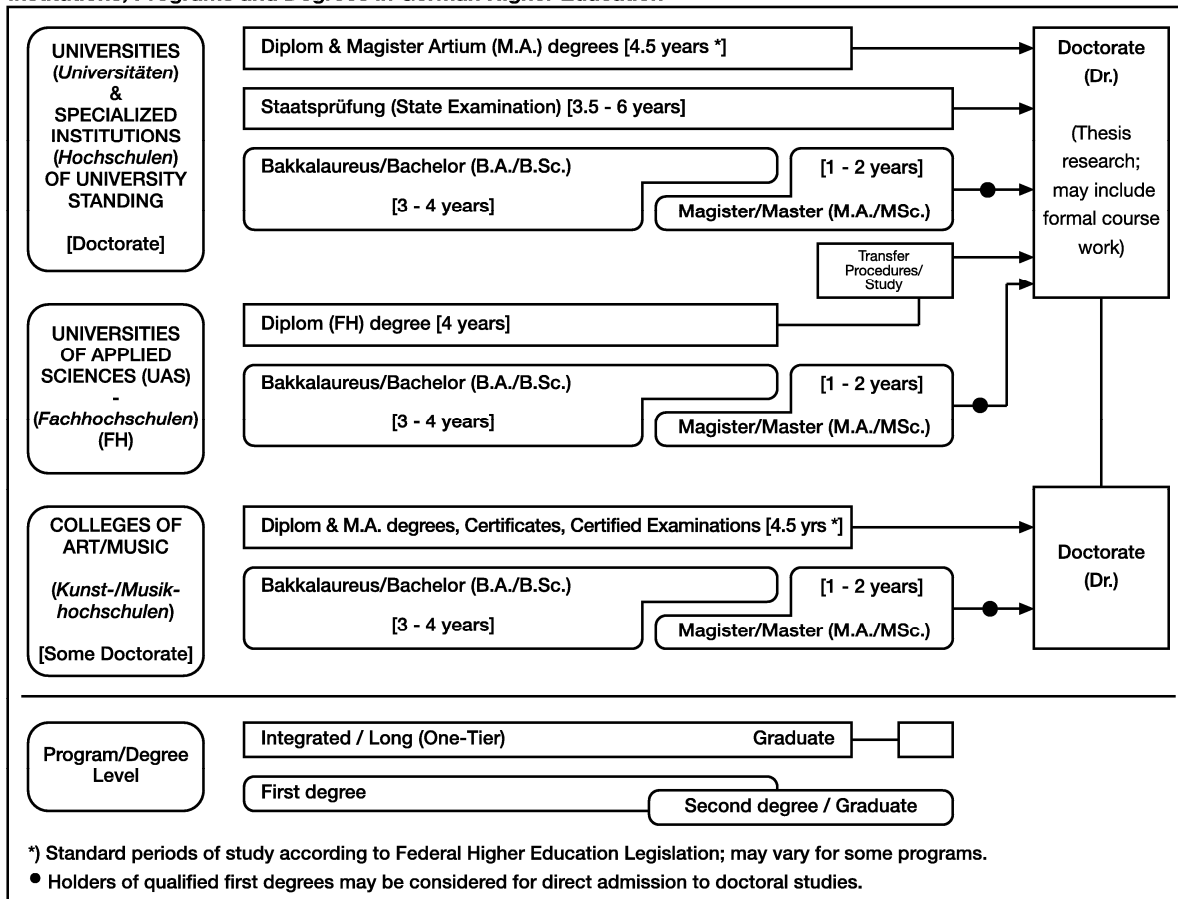 Institutions, Programs and Degrees in German Higher Education
UNIVERSITIES
(Universitäten)
&
SPECIALIZED
INSTITUTIONS
(Hochschulen)
OF UNIVERSITY
STANDING
[Doctorate]
Diplom & Magister Artium (M.A.) degrees [4.5 years *]
Staatsprüfung (State Examination) [3.5 - 6 years]
Bakkalaureus/Bachelor (B.A./B.Sc.)
[3 - 4 years]
[1 - 2 years]
Magister/Master (M.A./MSc.)
Transfer
Procedures/
Study
Doctorate
(Dr.)
(Thesis
research;
may include
formal course
work)
UNIVERSITIES
OF APPLIED
SCIENCES (UAS)
-
(Fachhochschulen)
(FH)
Diplom (FH) degree [4 years]
Bakkalaureus/Bachelor (B.A./B.Sc.)
[3 - 4 years]
[1 - 2 years]
Magister/Master (M.A./MSc.)
COLLEGES OF
ART/MUSIC
(Kunst-/Musik-
hochschulen)
[Some Doctorate]
Diplom & M.A. degrees, Certificates, Certified Examinations [4.5 yrs *]
Bakkalaureus/Bachelor (B.A./B.Sc.)
[3 - 4 years]
[1 - 2 years]
Magister/Master (M.A./MSc.)
Doctorate
(Dr.)
Program/Degree
Level
Integrated / Long (One-Tier) Graduate
First degree
Second degree / Graduate
*) Standard periods of study according to Federal Higher Education Legislation; may vary for some programs.
● Holders of qualified first degrees may be considered for direct admission to doctoral studies.